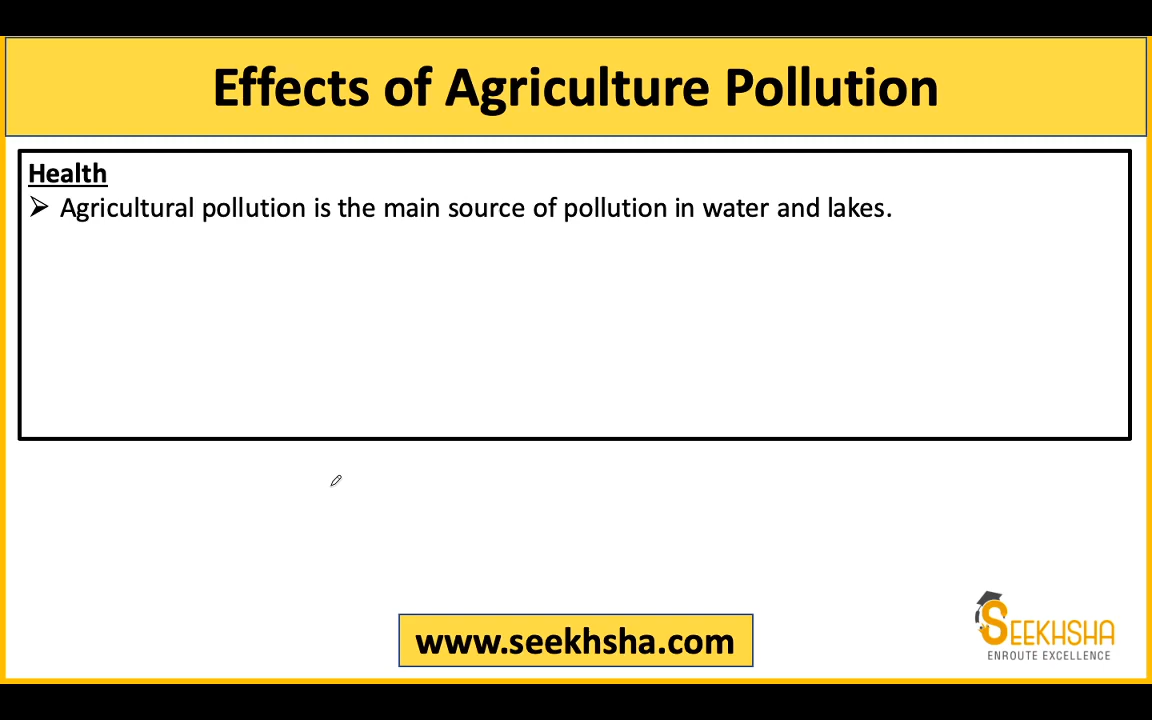 Effects of Agriculture Pollution
Health
➢ Agricultural pollution is the main source of pollution in water and lakes.
www.seekhsha.com
SEEKHSHA
ENROUTE EXCELLENCE